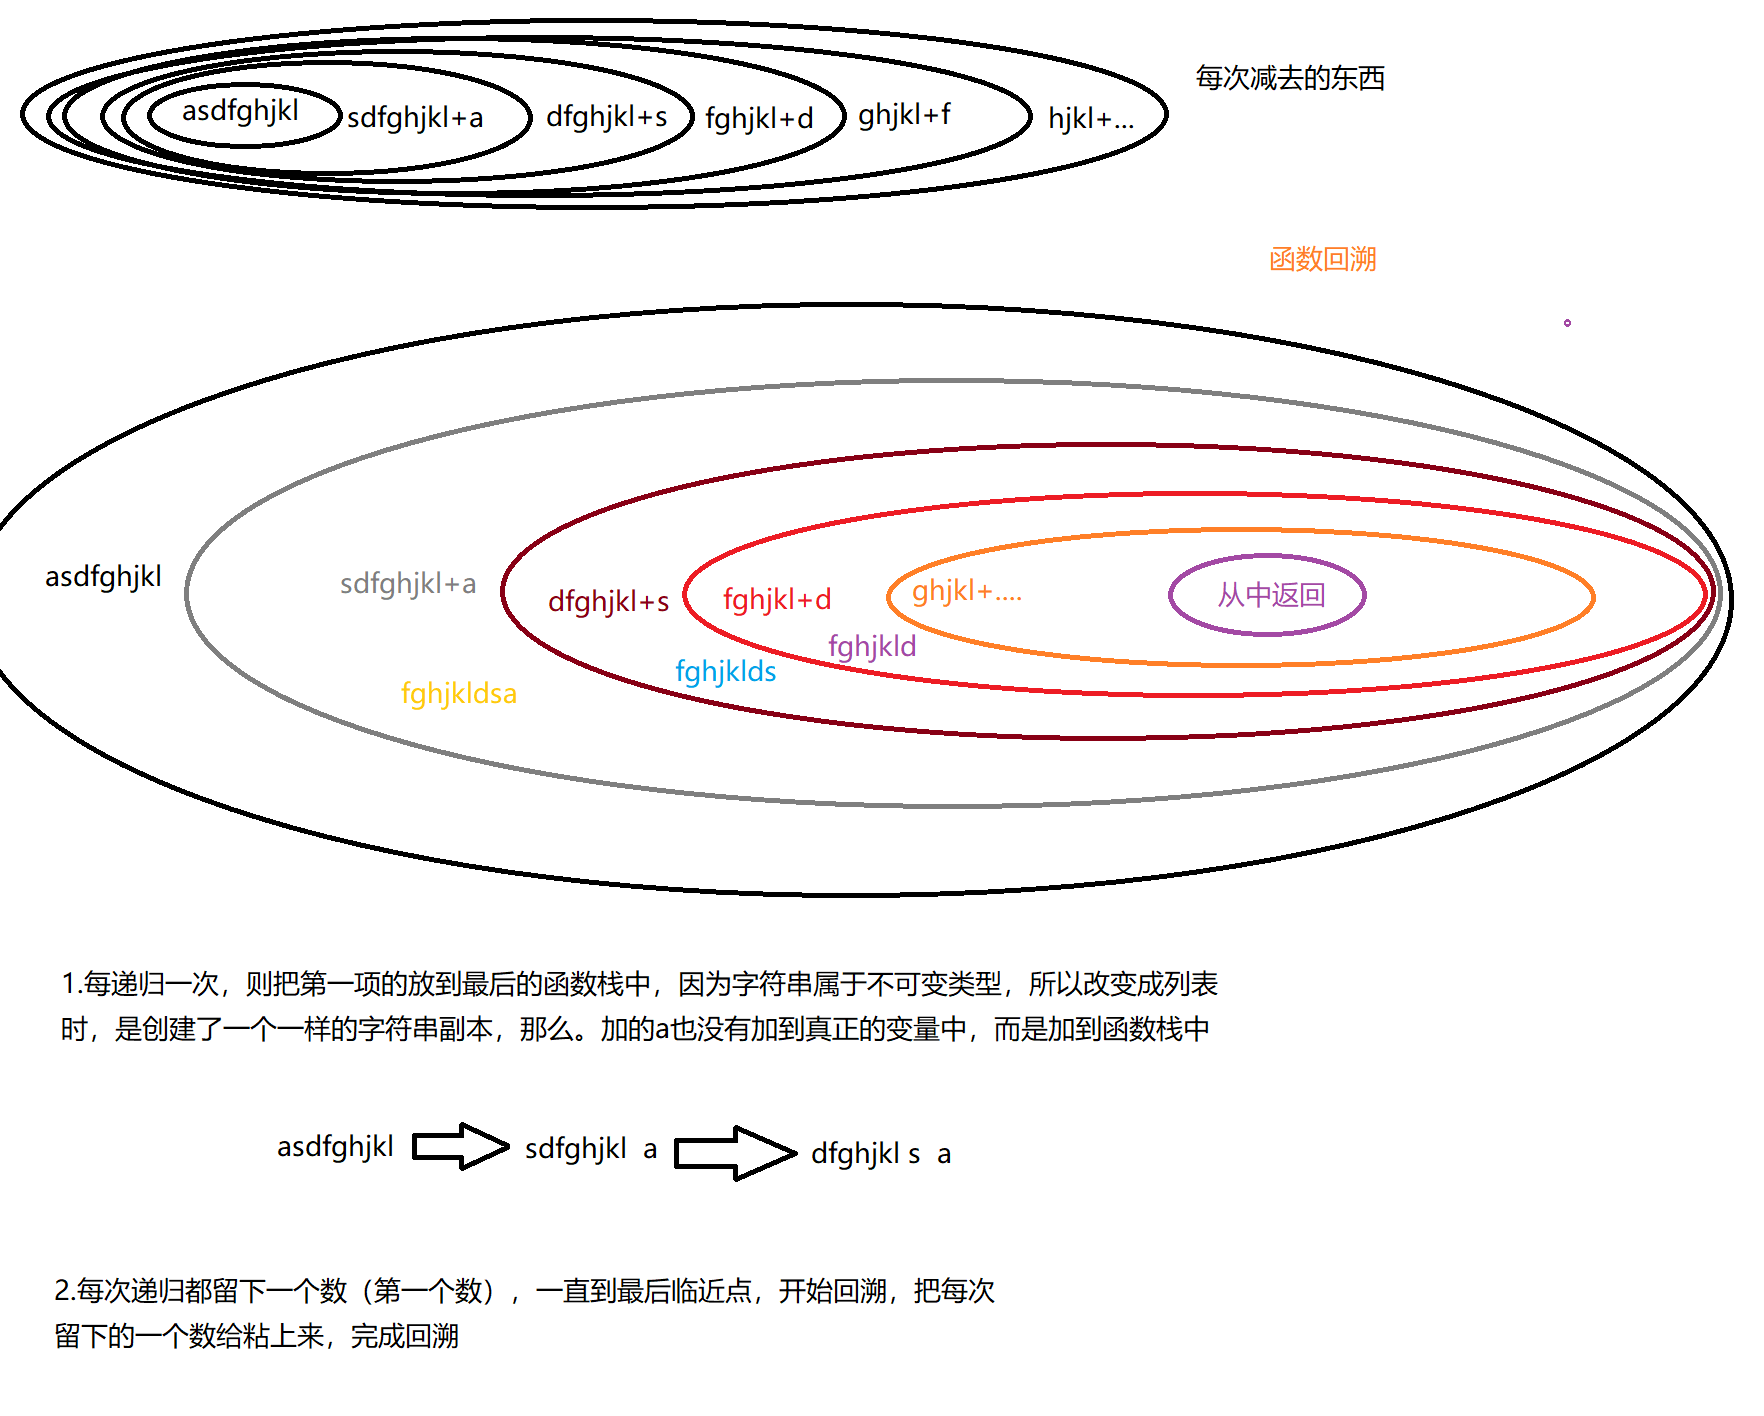 每次减去的东西
asdfghjkl
sdfghjkl+a
dfghjkl+s
fghjkl+d
ghjkl+f
hjkl+...
函数回溯
asdfghjkl
sdfghjkl+a
dfghjkl+s
fghjkl+d
ghjkl+....
从中返回
fghjkld
fghjklds
fghjkldsa
1.每递归一次，则把第一项的放到最后的函数栈中，因为字符串属于不可变类型，所以改变成列表
时，是创建了一个一样的字符串副本，那么。加的a也没有加到真正的变量中，而是加到函数栈中
asdfghjkl
sdfghjkl a
dfghjkl s a
2.每次递归都留下一个数（第一个数），一直到最后临近点，开始回溯，把每次
留下的一个数给粘上来，完成回溯